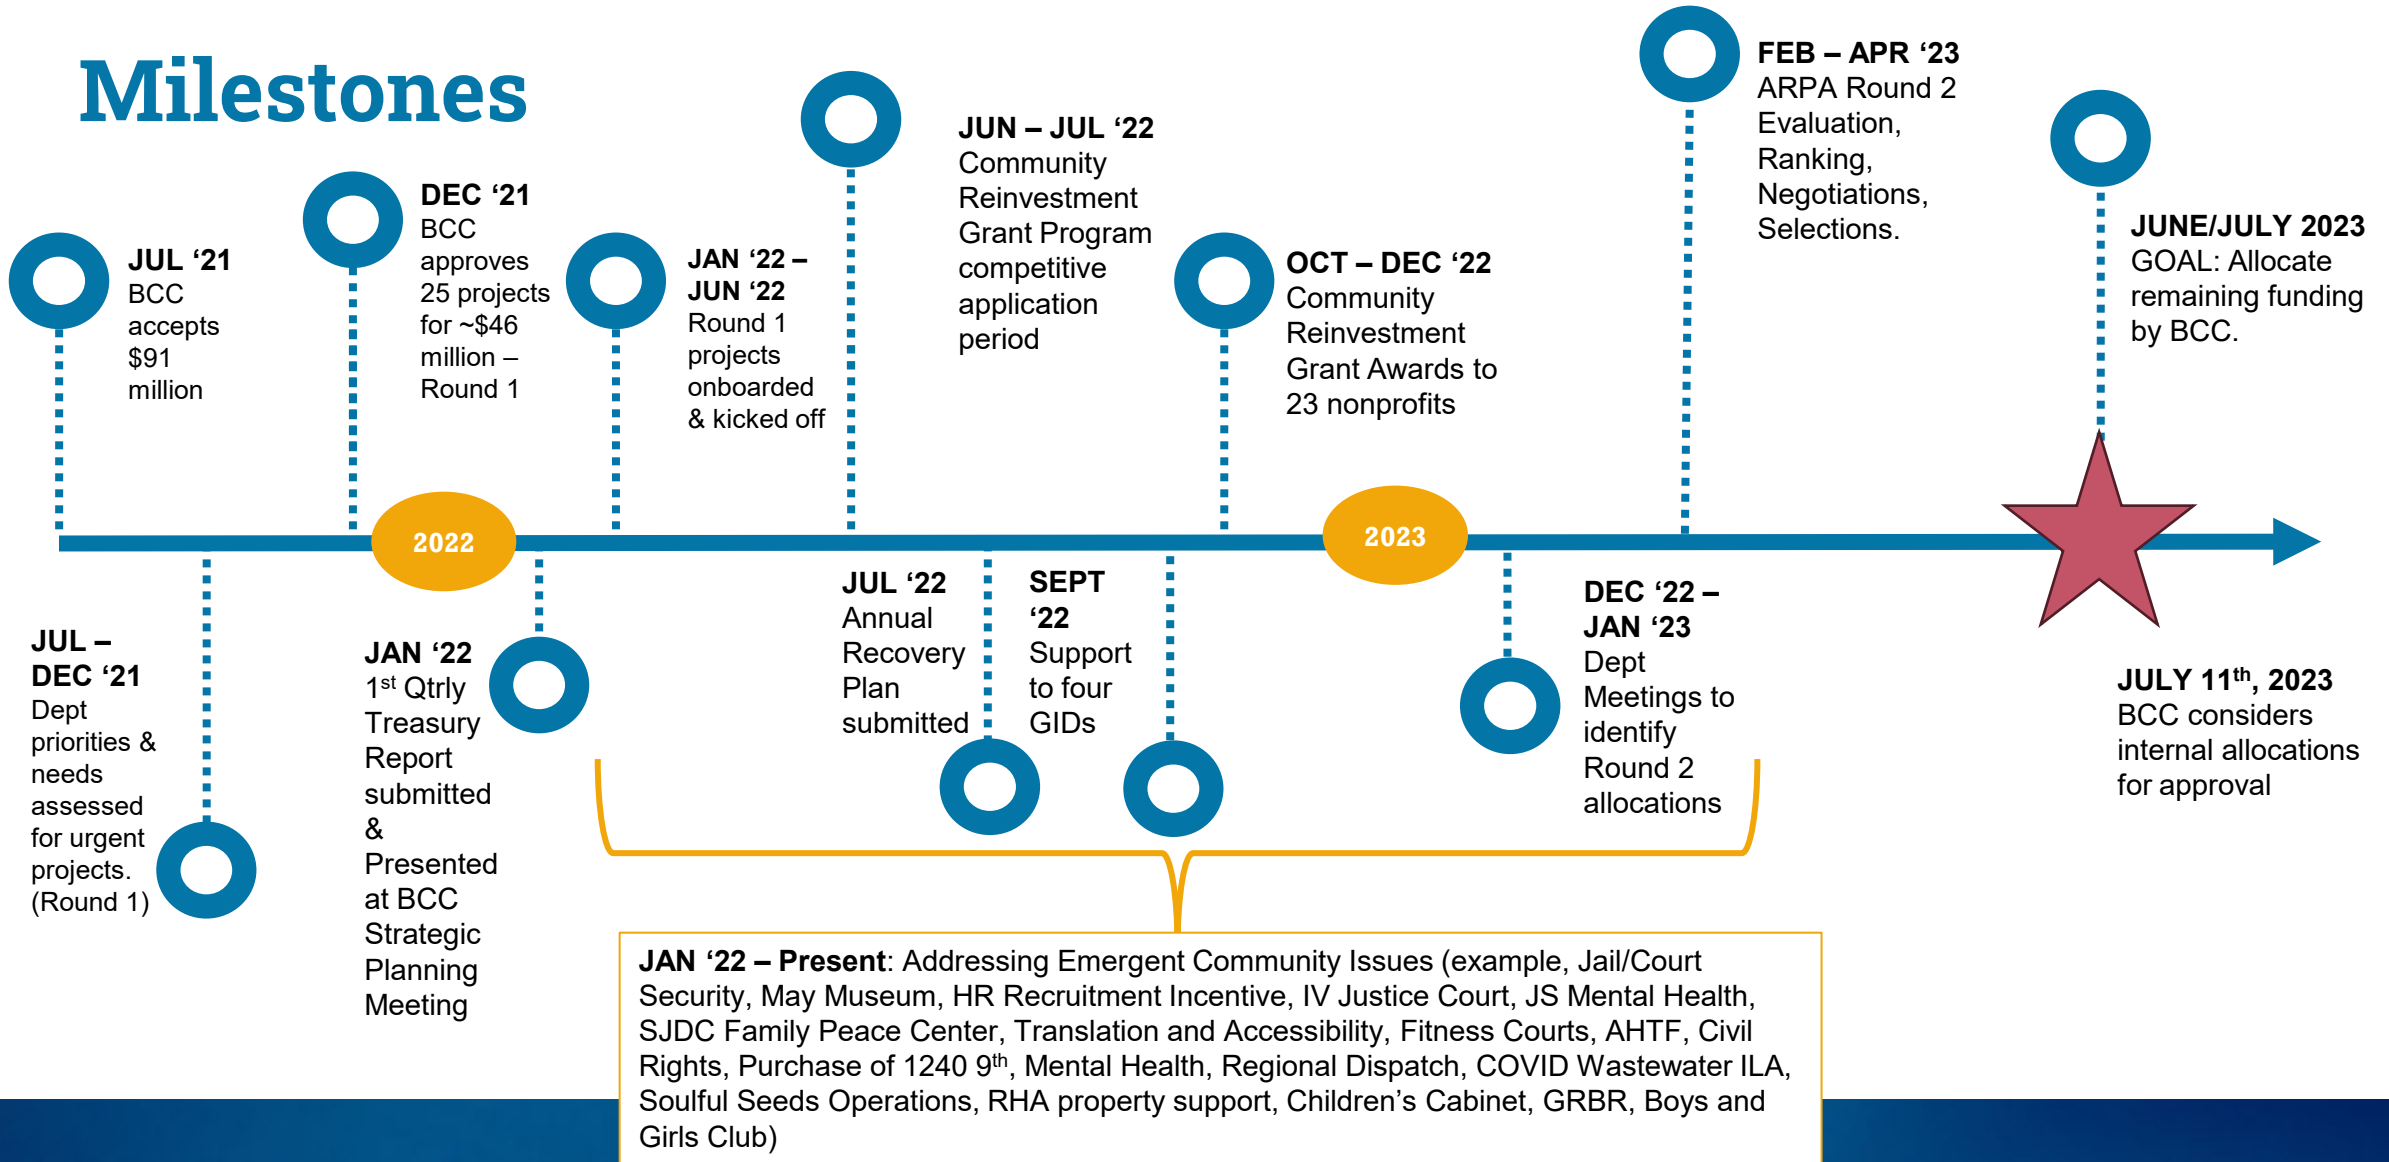 Milestones
JUL ‘21
BCC
accepts
$91
million
DEC ‘21
BCC
approves
25 projects
for ~$46
million –
Round 1
JAN ‘22 –
JUN ‘22
Round 1
projects
onboarded
& kicked off
JUN – JUL ‘22
Community
Reinvestment
Grant Program
competitive
application
period
OCT – DEC ‘22
Community
Reinvestment
Grant Awards to
23 nonprofits
FEB – APR ‘23
ARPA Round 2
Evaluation,
Ranking,
Negotiations,
Selections.
JUNE/JULY 2023
GOAL: Allocate
remaining funding
by BCC.
2022
2023
JUL –
DEC ‘21
Dept
priorities &
needs
assessed
for urgent
projects.
(Round 1)
JAN ‘22
1st Qtrly
Treasury
Report
submitted
&
Presented
at BCC
Strategic
Planning
Meeting
JUL ‘22
Annual
Recovery
Plan
submitted
SEPT
‘22
Support
to four
GIDs
DEC ‘22 –
JAN ‘23
Dept
Meetings to
identify
Round 2
allocations
JULY 11th, 2023
BCC considers
internal allocations
for approval
JAN ‘22 – Present: Addressing Emergent Community Issues (example, Jail/Court
Security, May Museum, HR Recruitment Incentive, IV Justice Court, JS Mental Health,
SJDC Family Peace Center, Translation and Accessibility, Fitness Courts, AHTF, Civil
Rights, Purchase of 1240 9th, Mental Health, Regional Dispatch, COVID Wastewater ILA,
Soulful Seeds Operations, RHA property support, Children’s Cabinet, GRBR, Boys and
Girls Club)